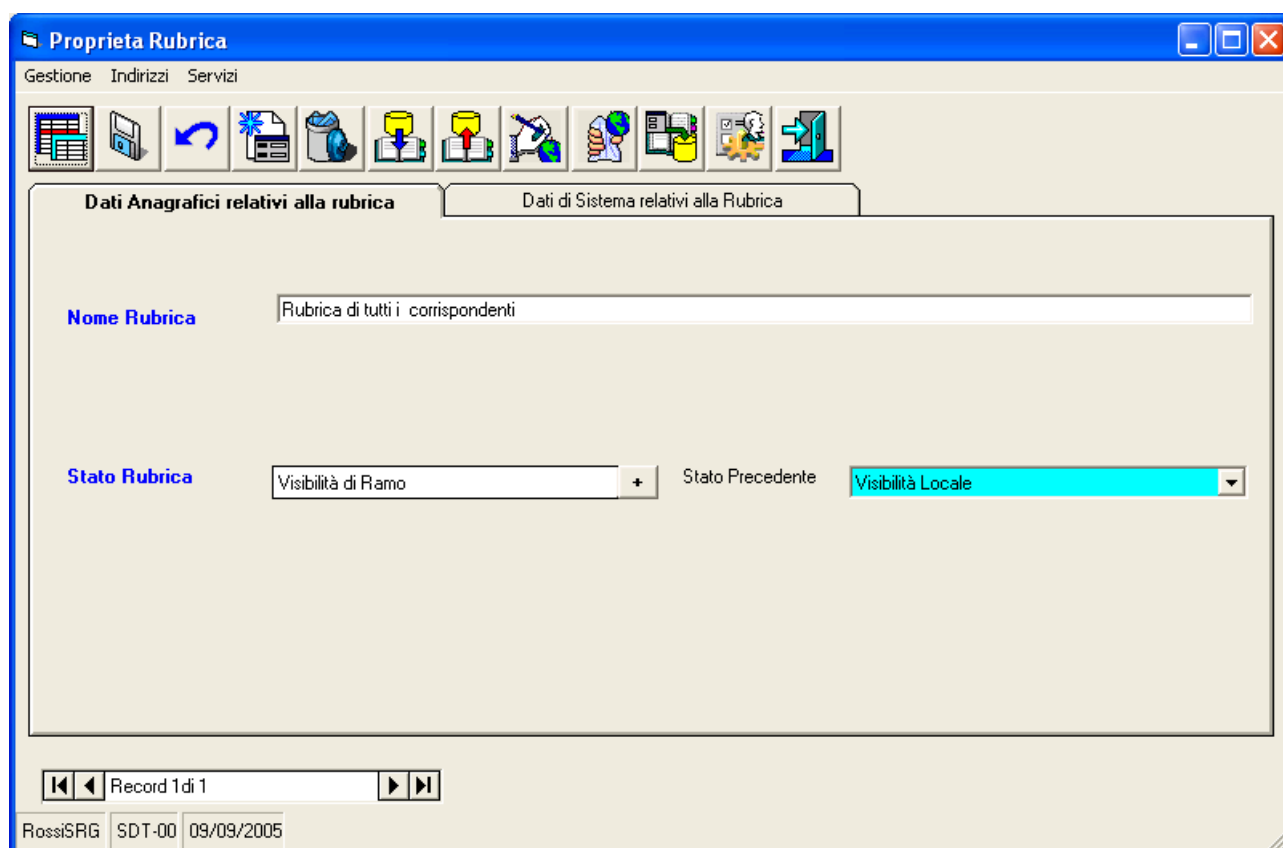 Proprieta Rubrica
Gestione Indirizzi Servizi
Dati Anagrafici relativi alla rubrica Dati di Sistema relativi alla Rubrica
Nome Rubrica Rubrica di tutti i  corrispondenti
Stato Rubrica Visibilità di Ramo + Stato Precedente Visibilità Locale
Record 1di 1
RossiSRG SDT-00 09/09/2005